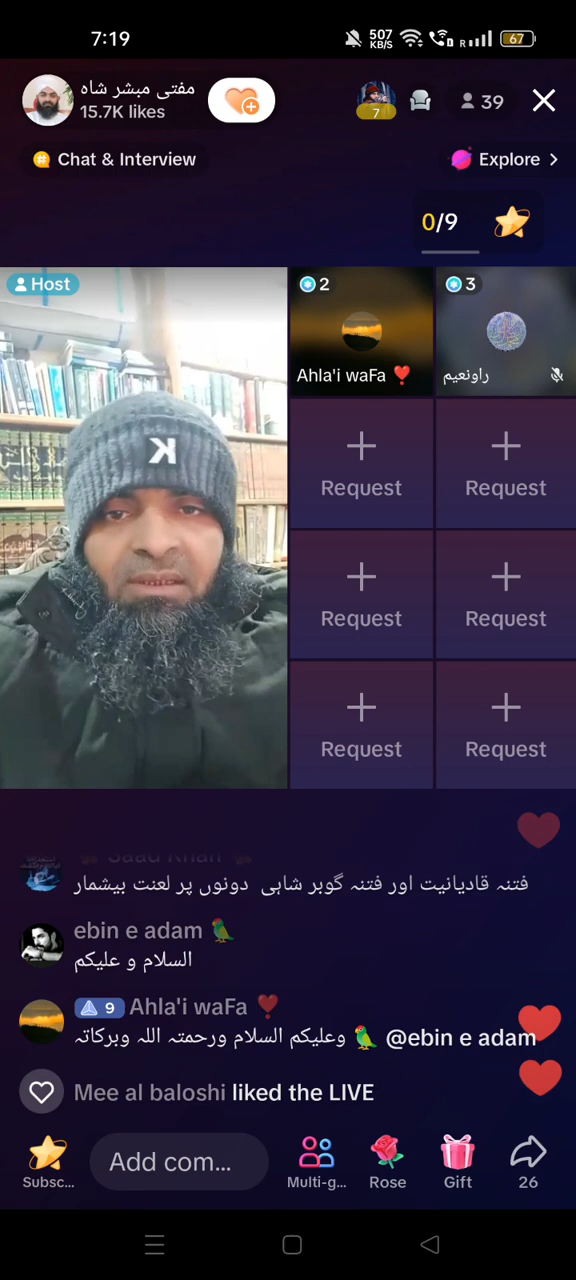 7:19
507
KB/S
R
67
مفتی مبشر شاہ
15.7K likes
7
39
Chat & Interview
Explore
0/9
Host
K
2
Ahla'i waFa
3
راونعیم
Request
Request
Request
Request
Request
Request
Saad Khan
فتنہ قادیانیت اور فتنہ گوبر شاہی دونوں پر لعنت بیشمار
ebin e adam
السلام و علیکم
9 Ahla'i waFa
وعلیکم السلام ورحمتہ اللہ وبرکاتہ @ebin e adam
Mee al baloshi liked the LIVE
Subsc...
Add com...
Multi-g...
Rose
Gift
26